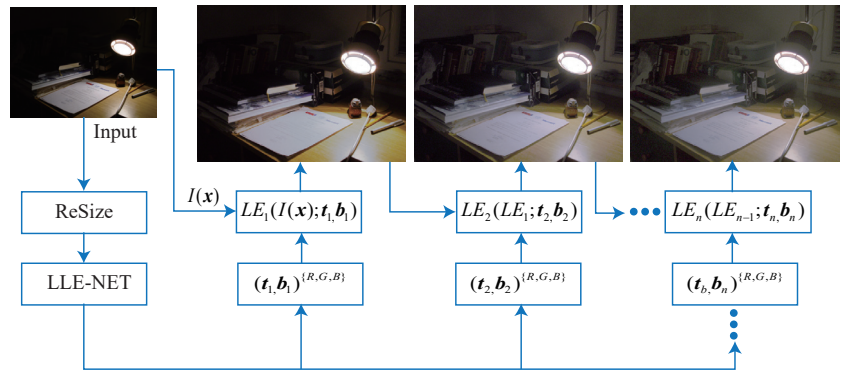 Input
I(x)
ReSize
LE₁(I(x);t₁,b₁)
LE₂(LE₁;t₂,b₂)
LEₙ(LEₙ₋₁;tₙ,bₙ)
LLE-NET
(t₁,b₁)^{R,G,B}
(t₂,b₂)^{R,G,B}
(t_b,bₙ)^{R,G,B}